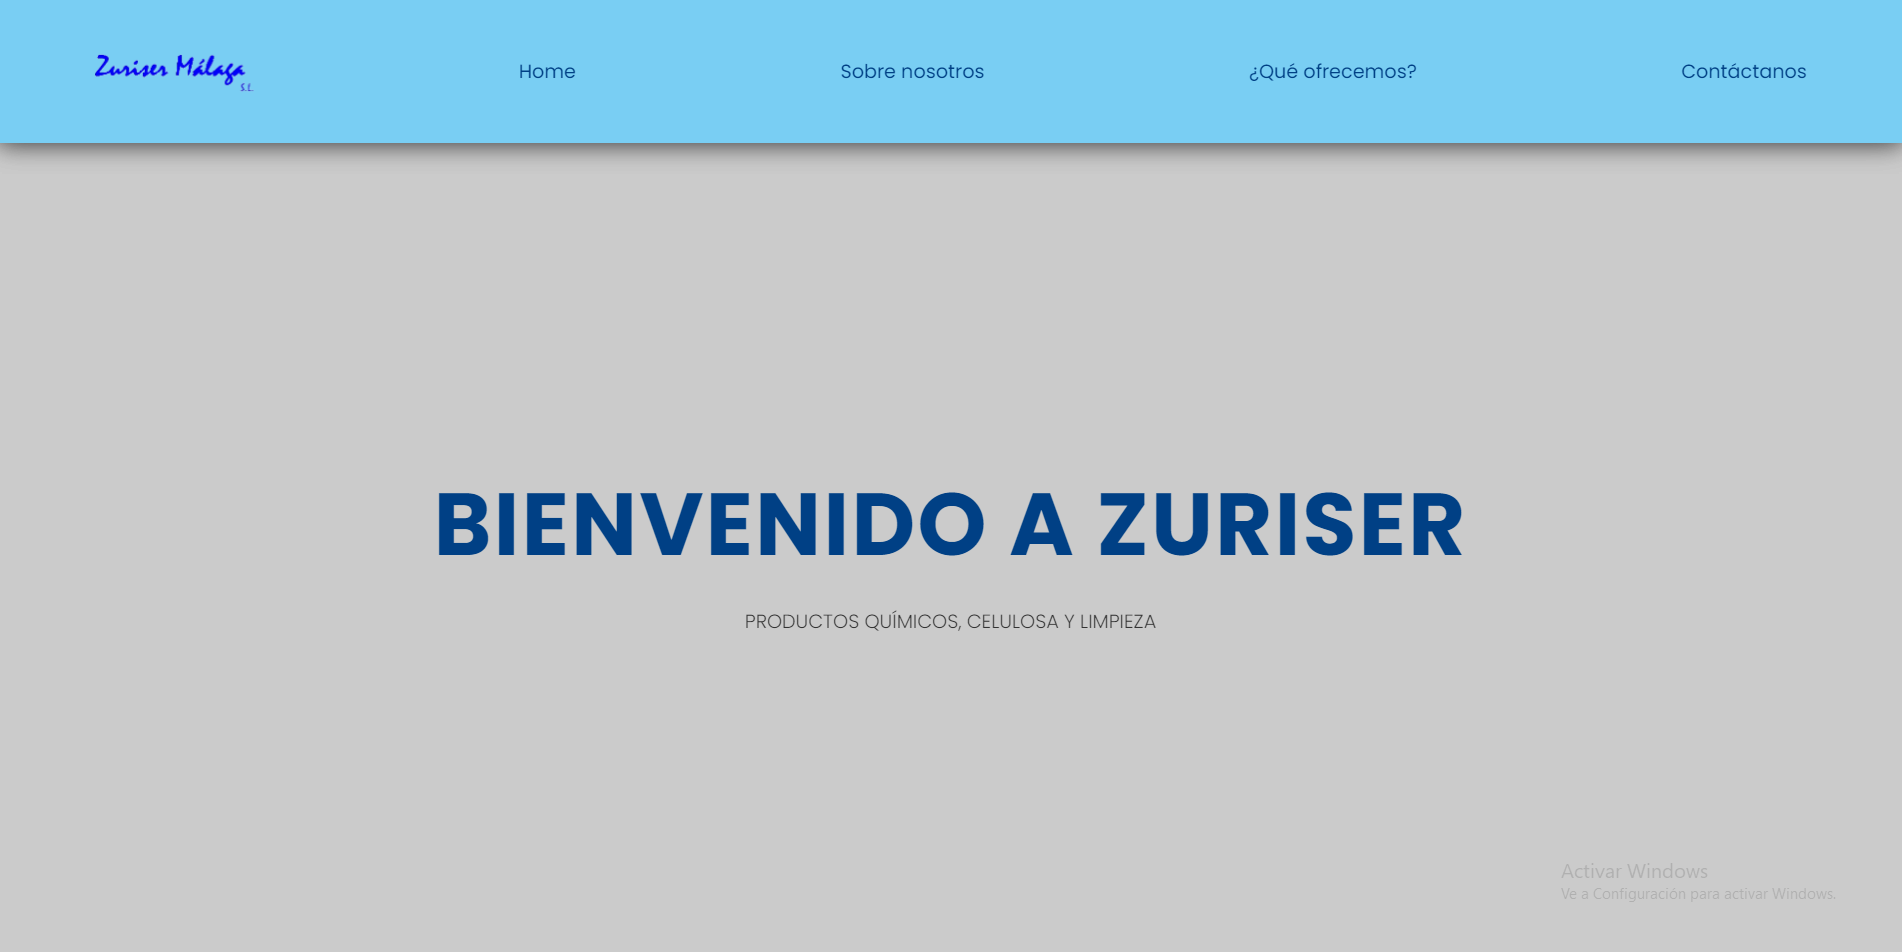 Zuriser Málaga
S.L.
Home
Sobre nosotros
¿Qué ofrecemos?
Contáctanos
BIENVENIDO A ZURISER
PRODUCTOS QUÍMICOS, CELULOSA Y LIMPIEZA
Activar Windows
Ve a Configuración para activar Windows.